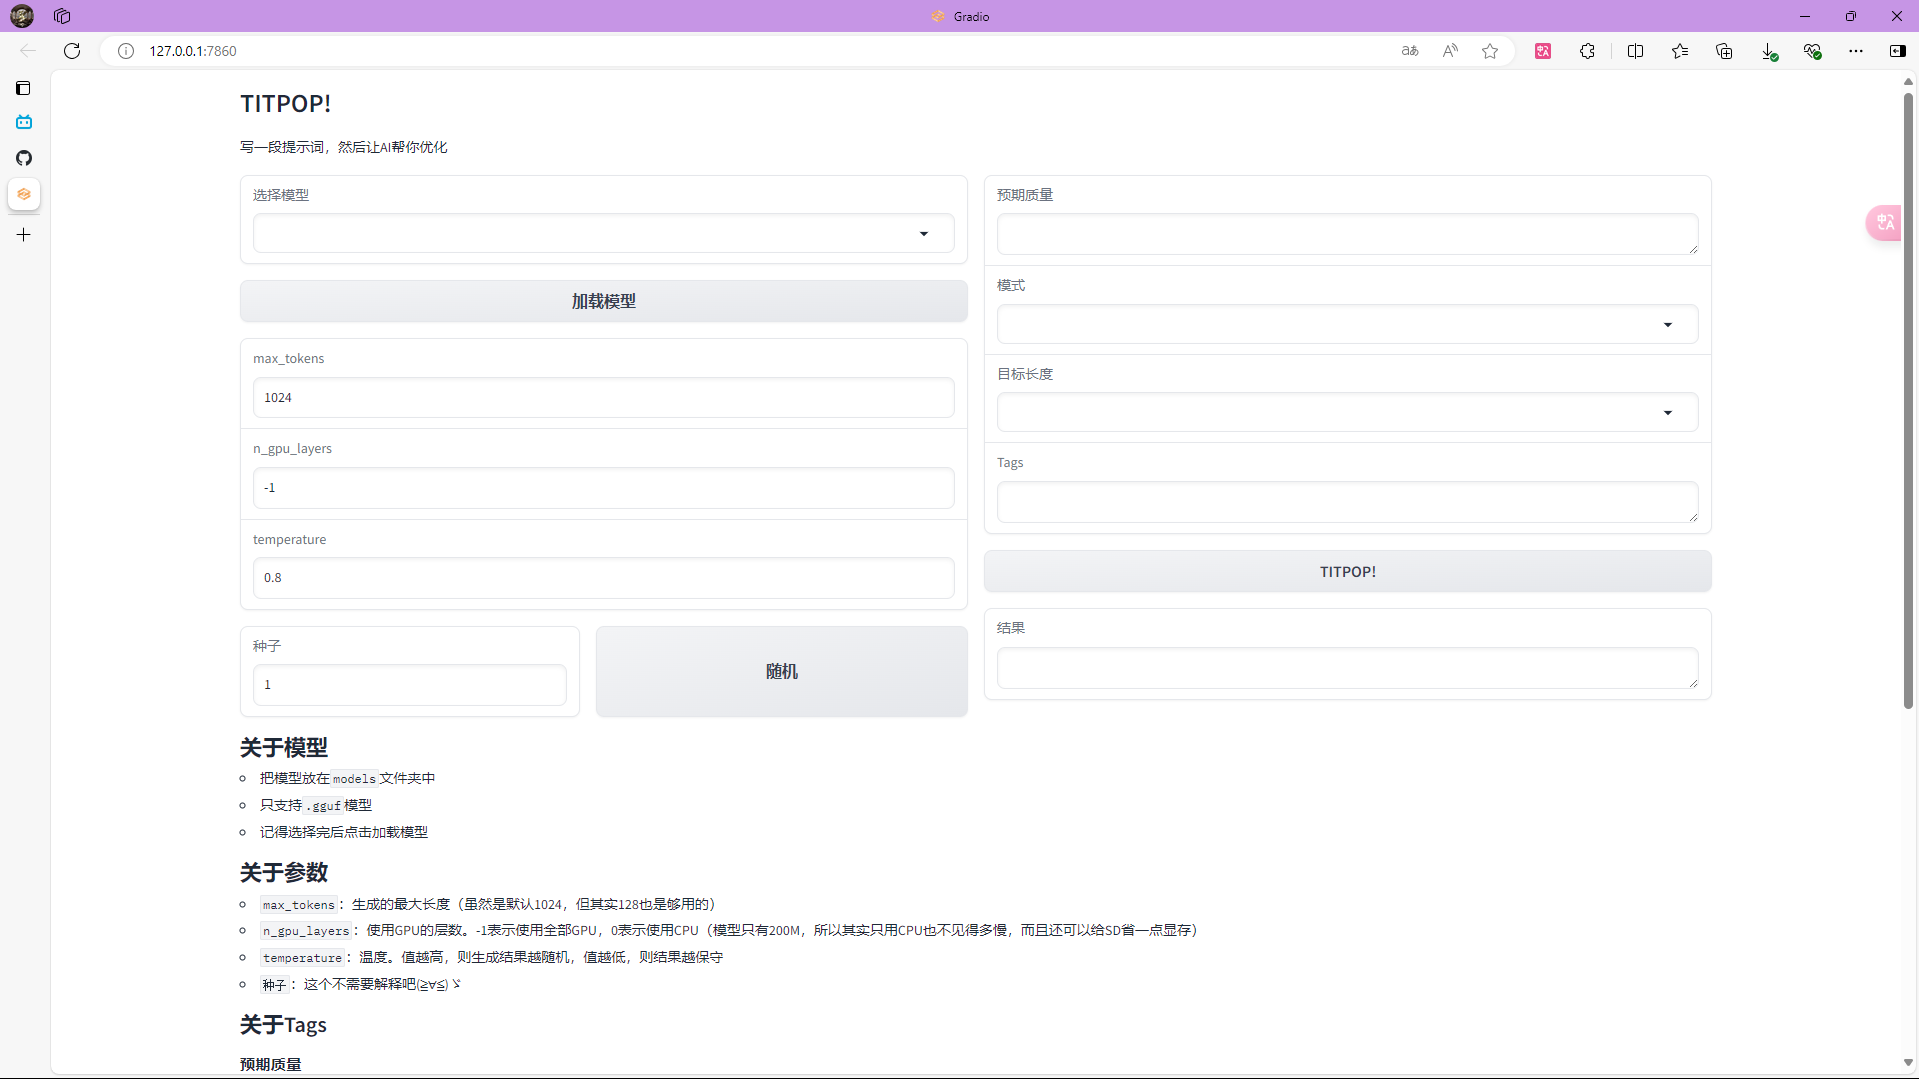 Gradio
127.0.0.1:7860
TITPOP!
写一段提示词，然后让AI帮你优化
选择模型
加载模型
max_tokens
1024
n_gpu_layers
-1
temperature
0.8
种子
1
随机
预期质量
模式
目标长度
Tags
TITPOP!
结果
关于模型
把模型放在models文件夹中
只支持.gguf模型
记得选择完后点击加载模型
关于参数
max_tokens：生成的最大长度（虽然是默认1024，但其实128也是够用的）
n_gpu_layers：使用GPU的层数。-1表示使用全部GPU，0表示使用CPU（模型只有200M，所以其实只用CPU也不见得多慢，而且还可以给SD省一点显存）
temperature：温度。值越高，则生成结果越随机，值越低，则结果越保守
种子：这个不需要解释吧(≧∀≦)ゞ
关于Tags
预期质量